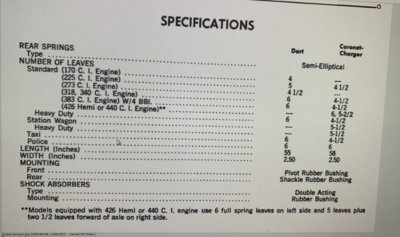 SPECIFICATIONS
Dart Coronet-Charger
REAR SPRINGS
Type Semi-Elliptical
NUMBER OF LEAVES
Standard (170 C. I. Engine) 4 —
(225 C. I. Engine) 5 4 1/2
(273 C. I. Engine) 4 1/2 —
(318, 340 C. I. Engine) 6 4-1/2
(383 C. I. Engine) W/4 BBl. 6 4-1/2
(426 Hemi or 440 C. I. Engine)** — 6, 5-2/2
Heavy Duty 6 4-1/2
Station Wagon — 5-1/2
Heavy Duty — 5-1/2
Taxi 6 4-1/2
Police 6 6
LENGTH (Inches) 55 58
WIDTH (Inches) 2.50 2.50
MOUNTING
Front Pivot Rubber Bushing
Rear Shackle Rubber Bushing
SHOCK ABSORBERS
Type Double Acting
Mounting Rubber Bushing
**Models equipped with 426 Hemi or 440 C. I. engine use 6 full spring leaves on left side and 5 leaves plus
two 1/2 leaves forward of axle on right side.